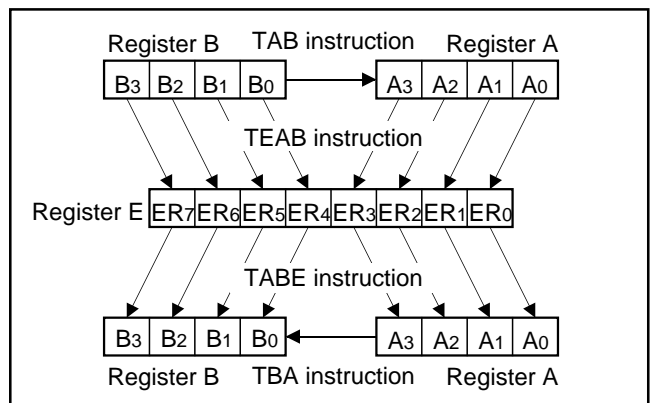 Register B TAB instruction Register A
B3 B2 B1 B0 A3 A2 A1 A0
TEAB instruction
Register E ER7 ER6 ER5 ER4 ER3 ER2 ER1 ER0
TABE instruction
B3 B2 B1 B0 A3 A2 A1 A0
Register B TBA instruction Register A